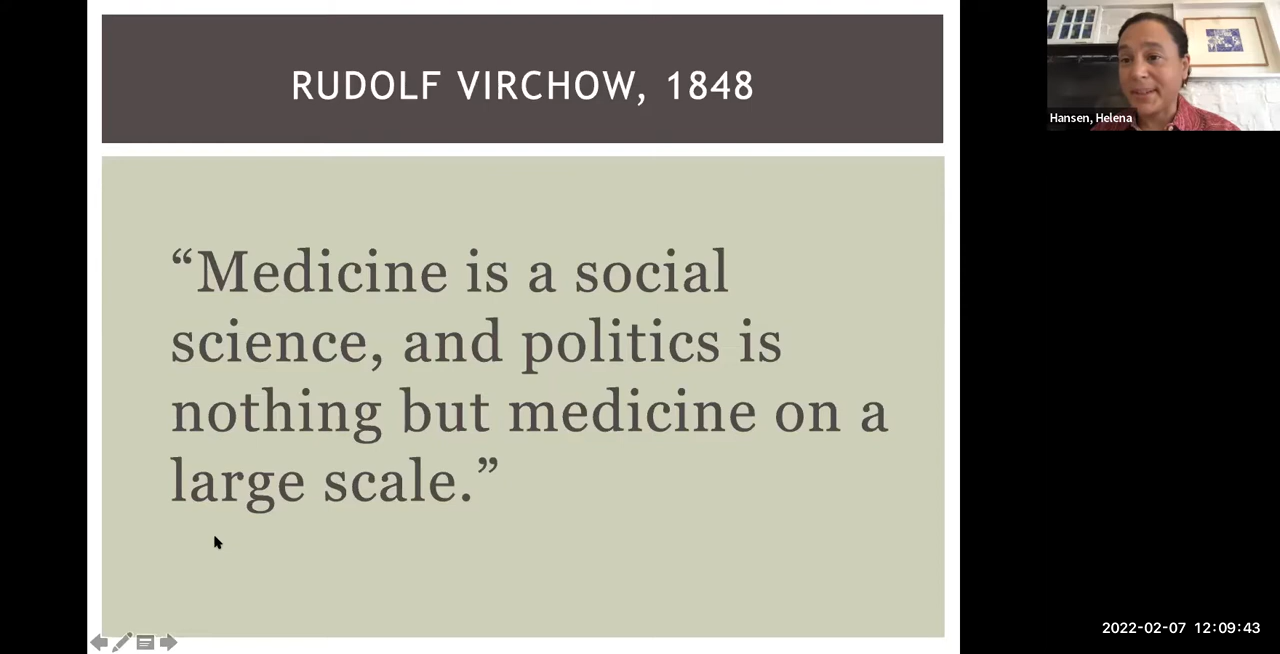 RUDOLF VIRCHOW, 1848
“Medicine is a social
science, and politics is
nothing but medicine on a
large scale.”
Hansen, Helena
2022-02-07 12:09:43